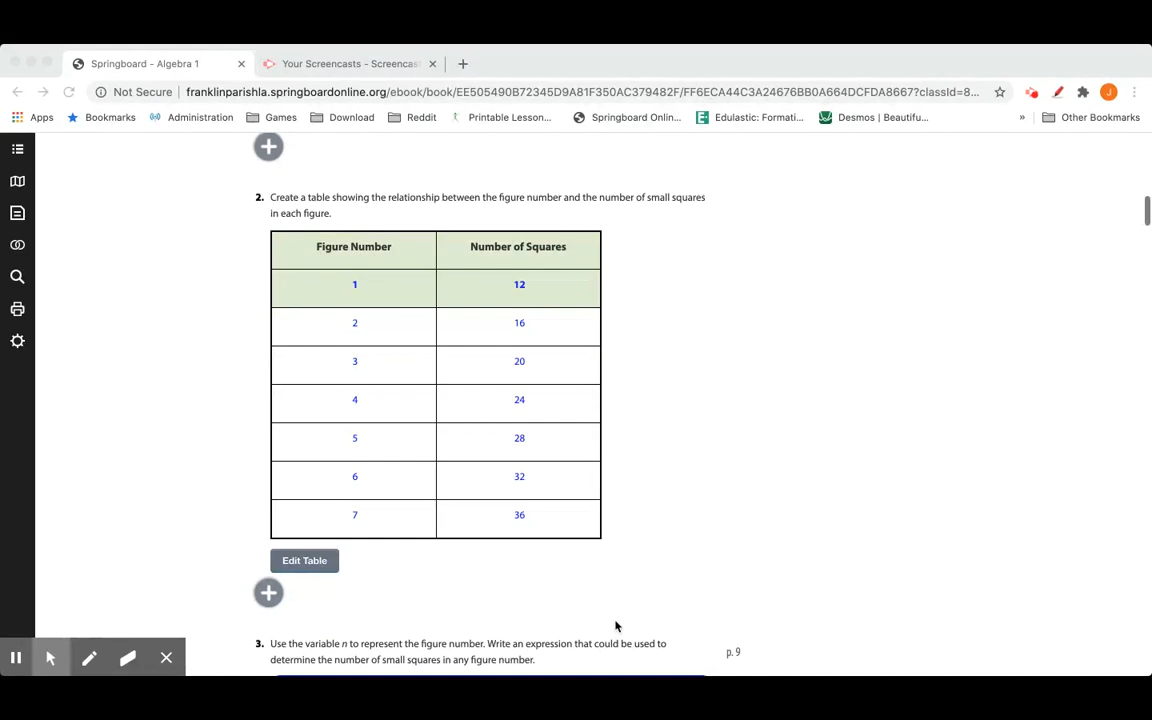 Springboard - Algebra 1
Your Screencasts - Screencast
Not Secure
franklinparishla.springboardonline.org/ebook/book/EE505490B72345D9A81F350AC379482F/FF6ECA44C3A24676BB0A664DCFDA8667?classId=8...
J
Apps
Bookmarks
Administration
Games
Download
Reddit
Printable Lesson...
Springboard Onlin...
Edulastic: Formati...
Desmos | Beautifu...
»
Other Bookmarks
2. Create a table showing the relationship between the figure number and the number of small squares
in each figure.
Figure Number Number of Squares
1 12
2 16
3 20
4 24
5 28
6 32
7 36
Edit Table
3. Use the variable n to represent the figure number. Write an expression that could be used to
determine the number of small squares in any figure number.
p. 9